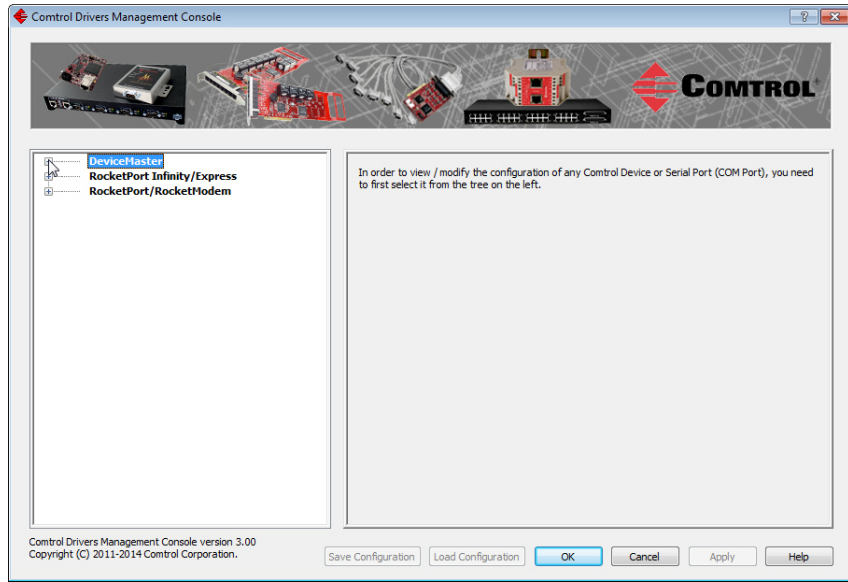 Comtrol Drivers Management Console
COMTROL
DeviceMaster
RocketPort Infinity/Express
RocketPort/RocketModem
In order to view / modify the configuration of any Comtrol Device or Serial Port (COM Port), you need
to first select it from the tree on the left.
Comtrol Drivers Management Console version 3.00
Copyright (C) 2011-2014 Comtrol Corporation.
Save Configuration
Load Configuration
OK
Cancel
Apply
Help